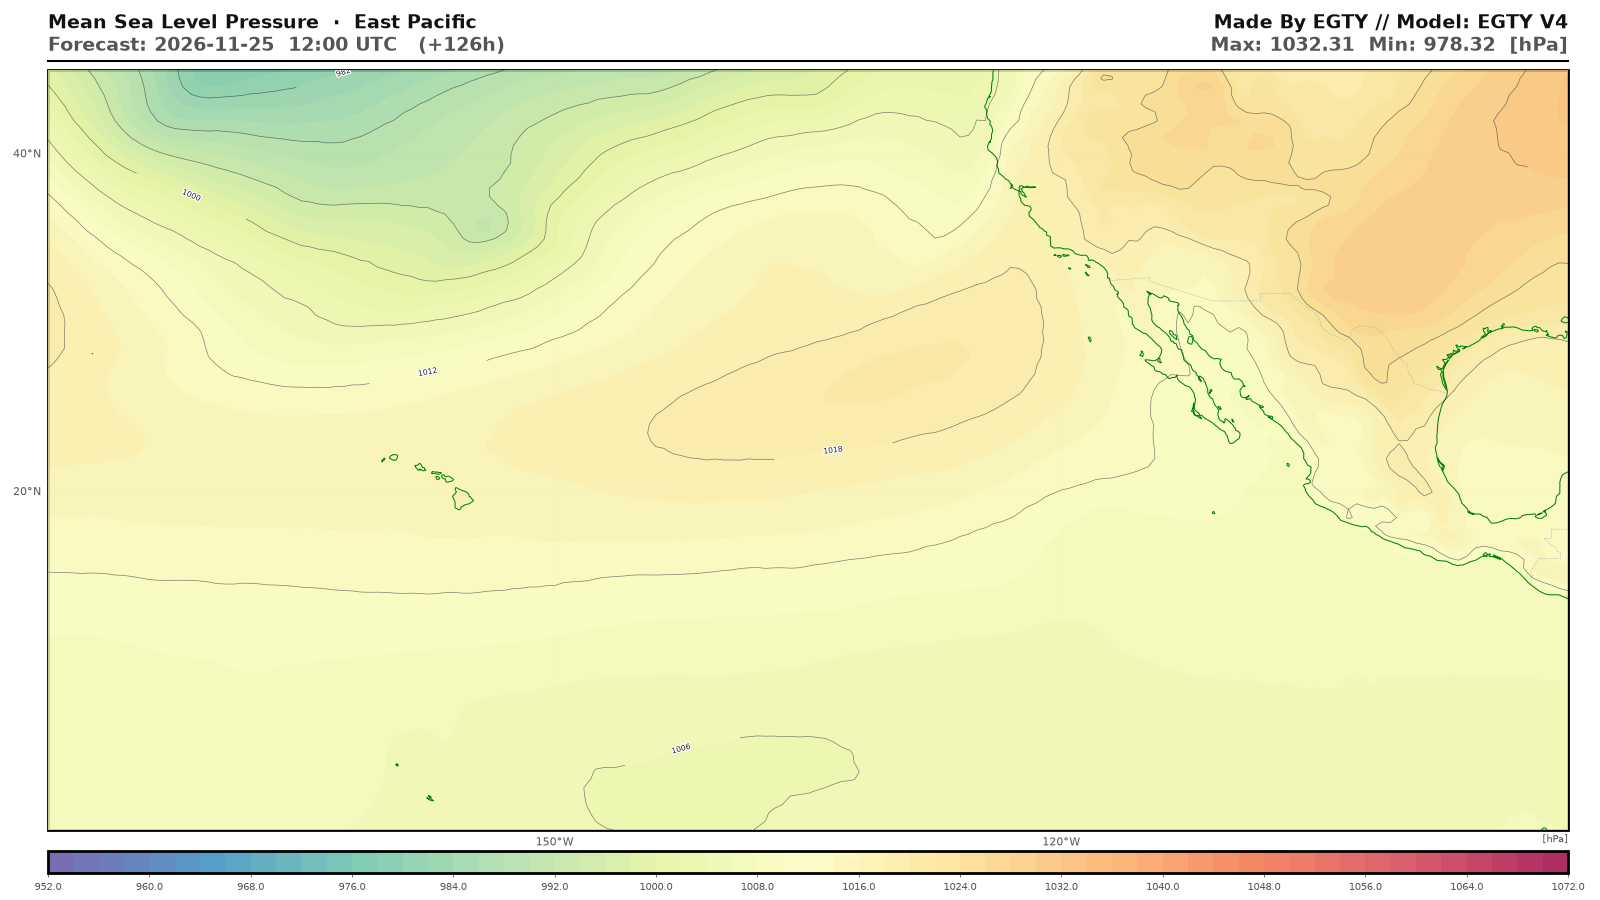 Mean Sea Level Pressure · East Pacific
Made By EGTY // Model: EGTY V4
Forecast: 2026-11-25 12:00 UTC (+126h)
Max: 1032.31 Min: 978.32 [hPa]
982
40°N
1000
1012
1018
20°N
1006
150°W
120°W
[hPa]
952.0 960.0 968.0 976.0 984.0 992.0 1000.0 1008.0 1016.0 1024.0 1032.0 1040.0 1048.0 1056.0 1064.0 1072.0